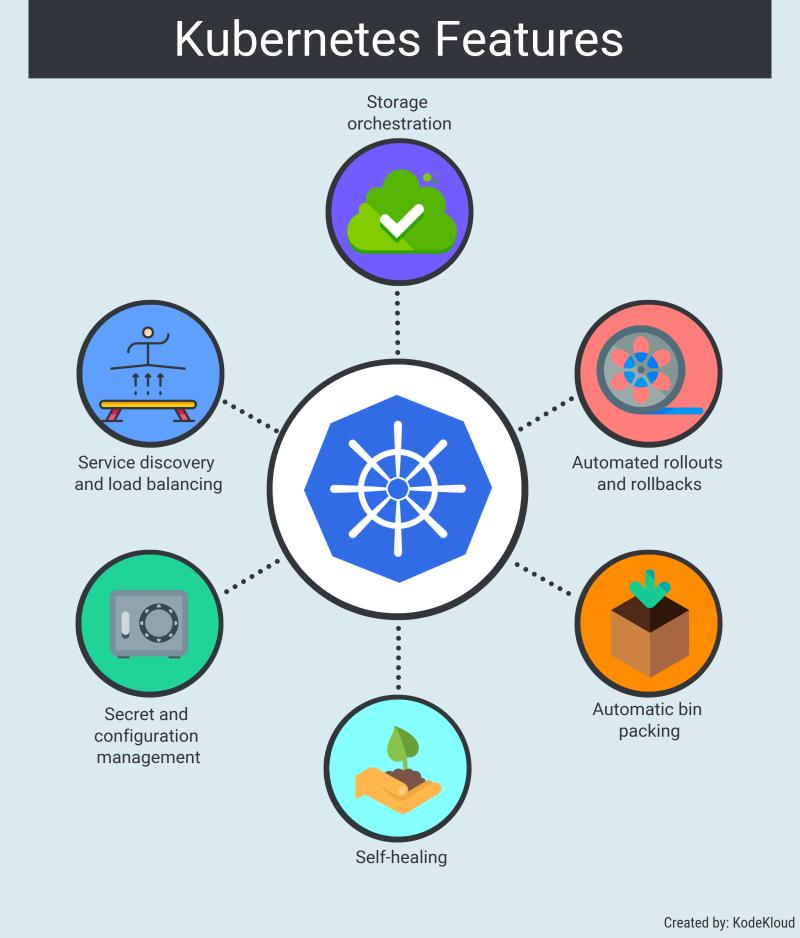 Kubernetes Features
Storage
orchestration
Service discovery
and load balancing
Automated rollouts
and rollbacks
Secret and
configuration
management
Automatic bin
packing
Self-healing
Created by: KodeKloud